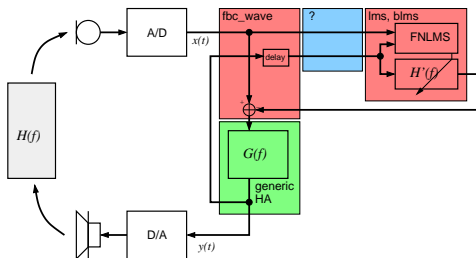 fbc_wave
?
lms, blms
A/D
x(t)
FNLMS
delay
H'(f)
+
H(f)
G(f)
generic
HA
D/A
y(t)